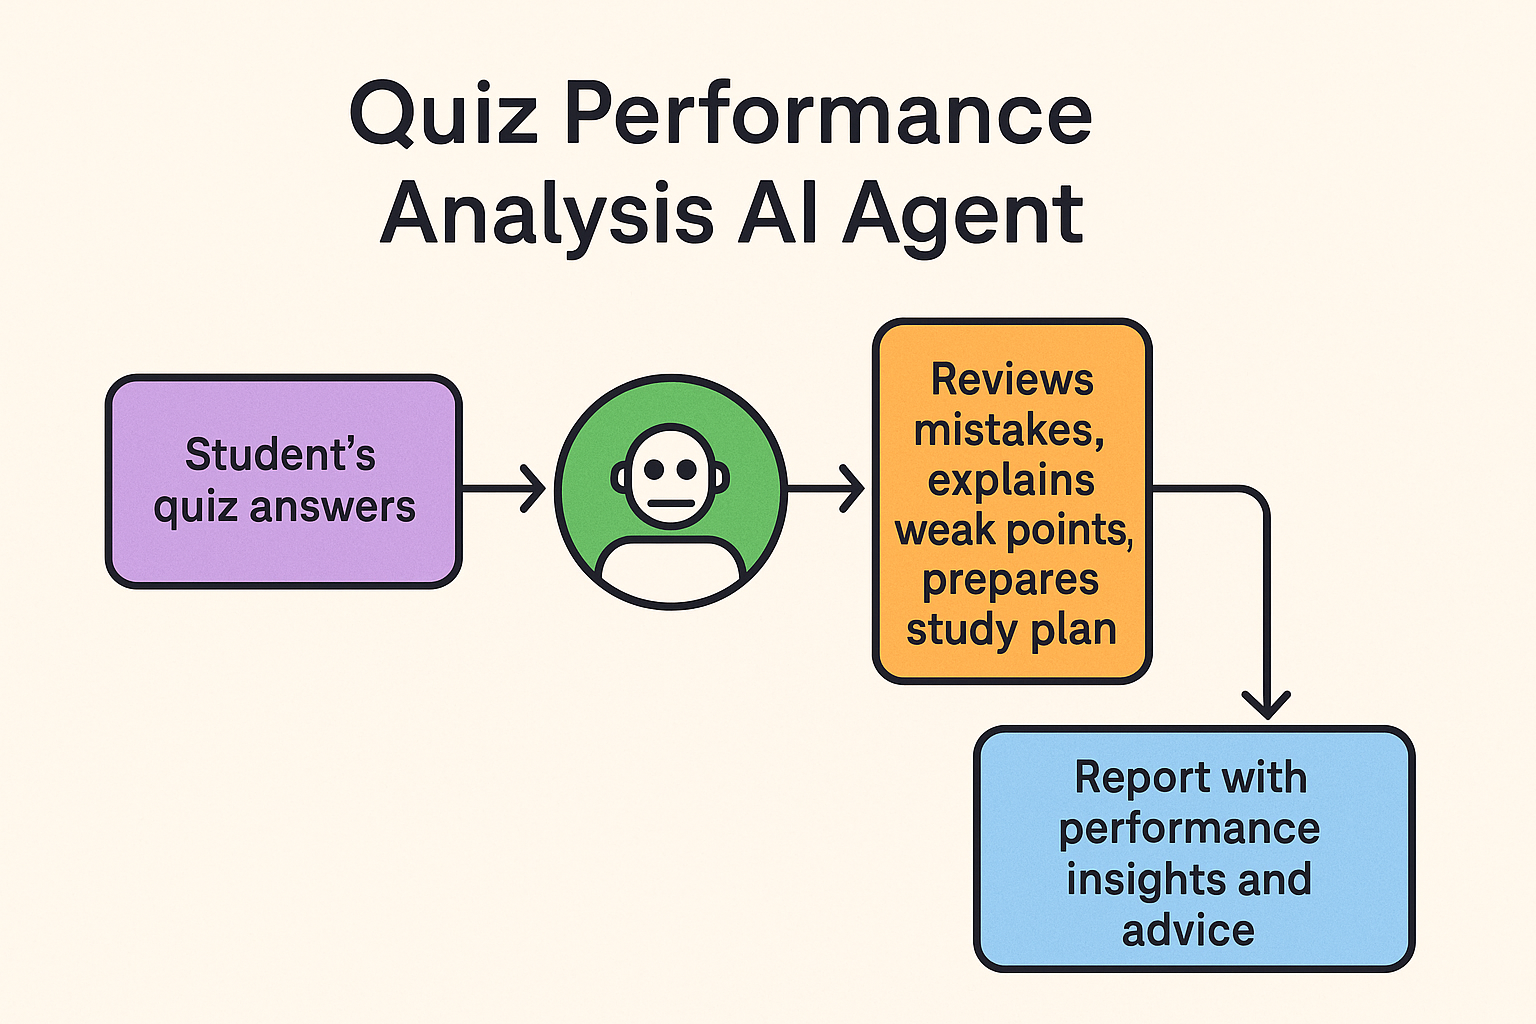 Quiz Performance
Analysis AI Agent
Student’s
quiz answers
Reviews
mistakes,
explains
weak points,
prepares
study plan
Report with
performance
insights and
advice